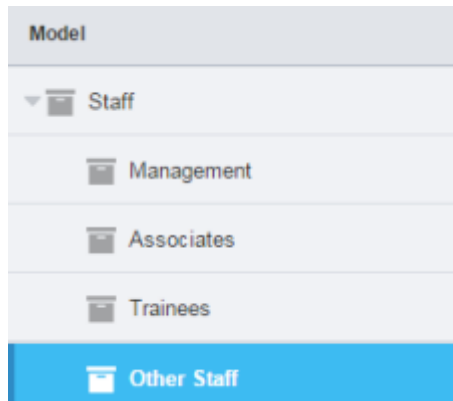 Model
Staff
Management
Associates
Trainees
Other Staff